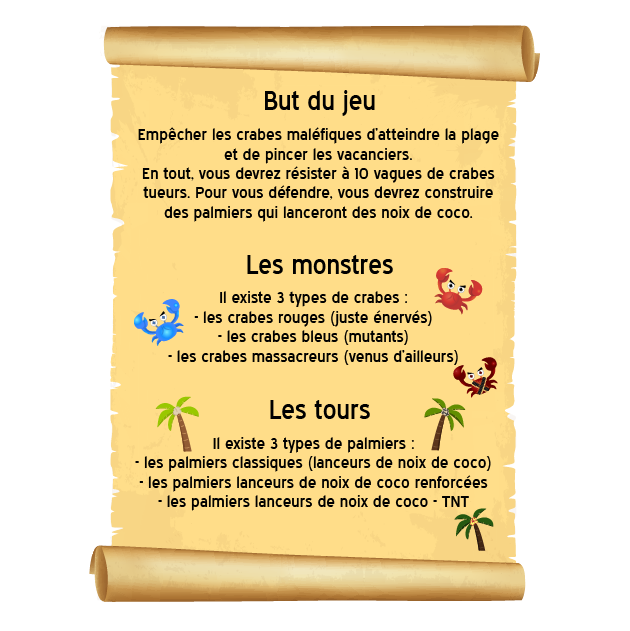 But du jeu
Empêcher les crabes maléfiques d'atteindre la plage
et de pincer les vacanciers.
En tout, vous devrez résister à 10 vagues de crabes
tueurs. Pour vous défendre, vous devrez construire
des palmiers qui lanceront des noix de coco.
Les monstres
Il existe 3 types de crabes :
- les crabes rouges (juste énervés)
- les crabes bleus (mutants)
- les crabes massacreurs (venus d'ailleurs)
Les tours
Il existe 3 types de palmiers :
- les palmiers classiques (lanceurs de noix de coco)
- les palmiers lanceurs de noix de coco renforcées
- les palmiers lanceurs de noix de coco - TNT